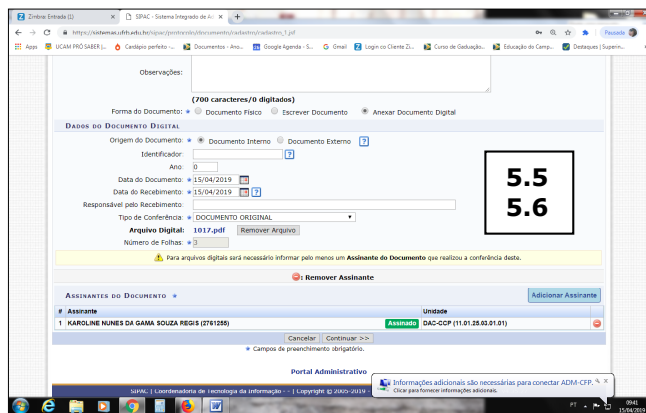 Zimbra: Entrada (1)
SIPAC - Sistema Integrado de Ad
https://sistemas.ufrb.edu.br/sipac/protocolo/documento/cadastro/cadastro_1.jsf
Pausada
Apps
UCAM PRÓ SABER |...
Cardápio perfeito -...
Documentos - Ano...
Google Agenda - S...
Gmail
Login co Cliente Zi...
Curso de Gaduação...
Educação do Camp...
Destaques | Superin...
Observações:
(700 caracteres/0 digitados)
Forma do Documento: Documento Físico Escrever Documento Anexar Documento Digital
DADOS DO DOCUMENTO DIGITAL
Origem do Documento: Documento Interno Documento Externo ?
Identificador: ?
Ano: 0
Data do Documento: 15/04/2019
Data do Recebimento: 15/04/2019 ?
Responsável pelo Recebimento:
Tipo de Conferência: DOCUMENTO ORIGINAL
Arquivo Digital: 1017.pdf Remover Arquivo
Número de Folhas: 3
5.5
5.6
Para arquivos digitais será necessário informar pelo menos um Assinante do Documento que realizou a conferência deste.
: Remover Assinante
ASSINANTES DO DOCUMENTO Adicionar Assinante
# Assinante Unidade
1 KAROLINE NUNES DA GAMA SOUZA REGIS (2761255) Assinado DAC-CCP (11.01.25.03.01.01)
Cancelar Continuar >>
Campos de preenchimento obrigatório.
Portal Administrativo
SIPAC | Coordenadoria de Tecnologia da Informação - - | Copyright © 2005-2019 -
Informações adicionais são necessárias para conectar ADM-CFP.
Clicar para fornecer informações adicionais.
PT
09:41
15/04/2019